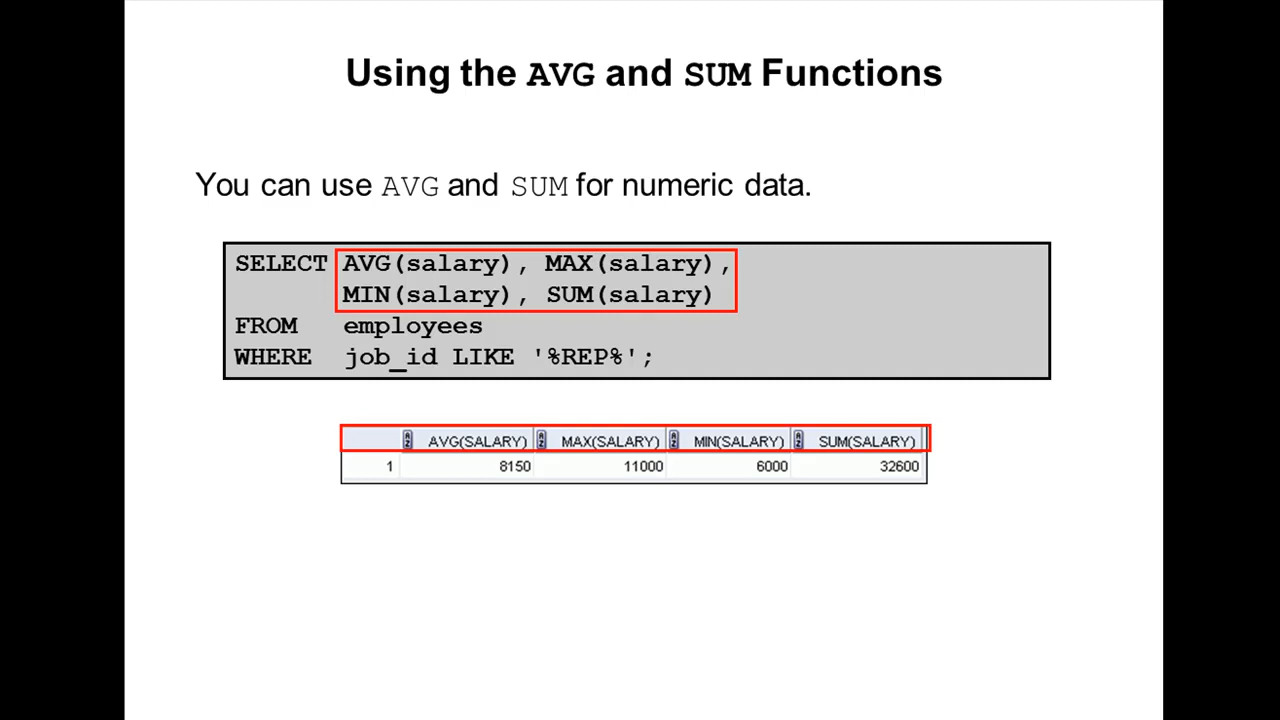 Using the AVG and SUM Functions
You can use AVG and SUM for numeric data.
SELECT AVG(salary), MAX(salary),
MIN(salary), SUM(salary)
FROM employees
WHERE job_id LIKE '%REP%';
AVG(SALARY) MAX(SALARY) MIN(SALARY) SUM(SALARY)
1 8150 11000 6000 32600